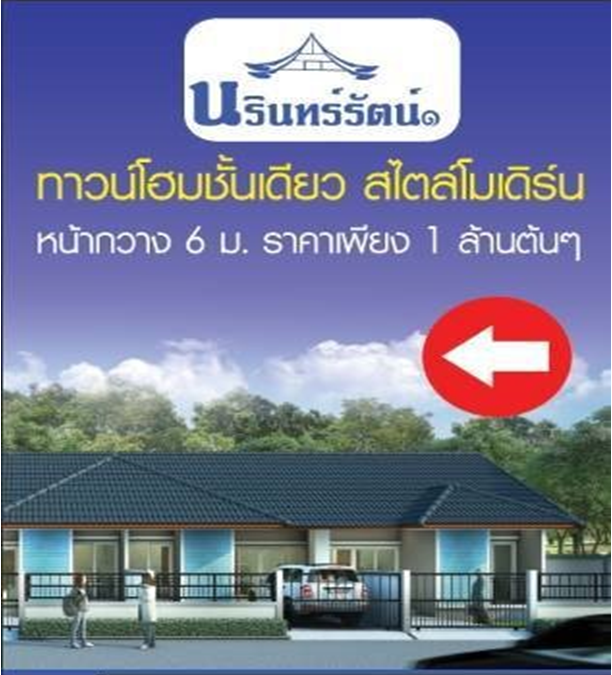 นรินทร์รัตน์๑
ทาวน์โฮมชั้นเดียว สไตล์โมเดิร์น
หน้ากวาง 6 ม. ราคาเพียง 1 ล้านต้นๆ